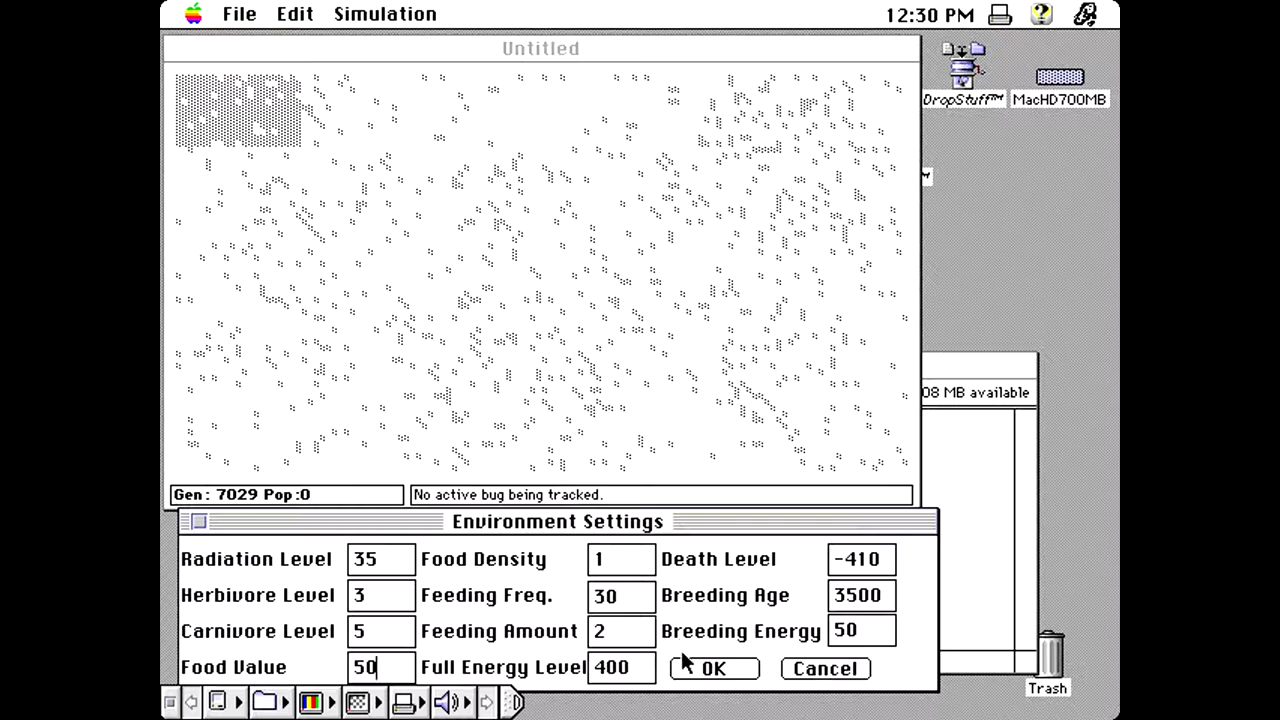 File Edit Simulation 12:30 PM
Untitled
DropStuff™ MacHD700MB
08 MB available
Gen: 7029 Pop:0 No active bug being tracked.
Environment Settings
Radiation Level 35 Food Density 1 Death Level -410
Herbivore Level 3 Feeding Freq. 30 Breeding Age 3500
Carnivore Level 5 Feeding Amount 2 Breeding Energy 50
Food Value 50 Full Energy Level 400 OK Cancel
Trash